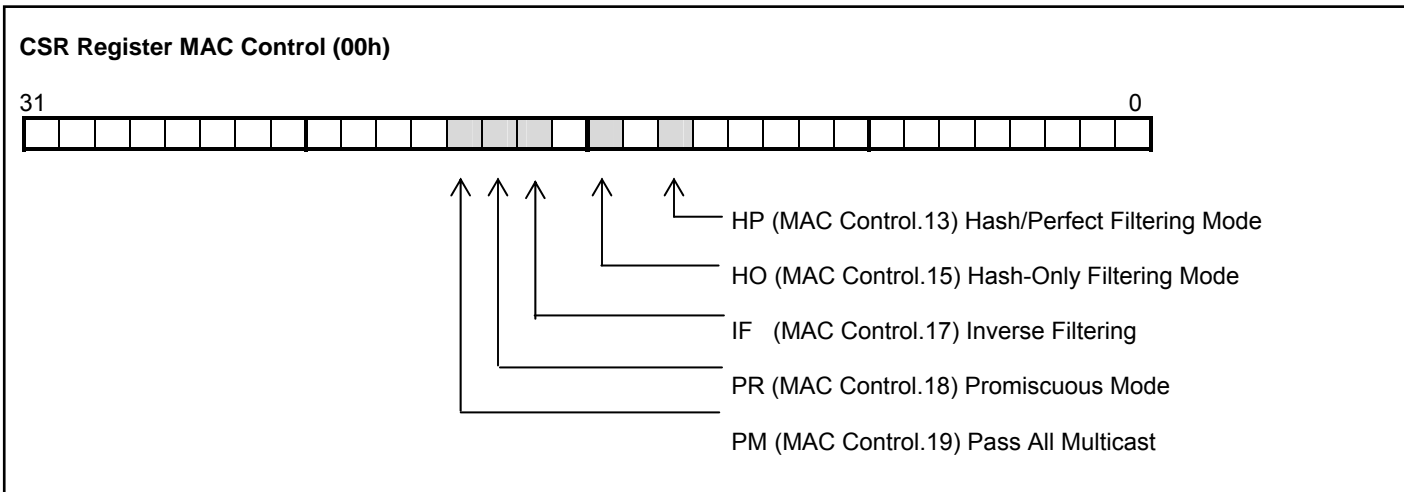 CSR Register MAC Control (00h)
31 0
HP (MAC Control.13) Hash/Perfect Filtering Mode
HO (MAC Control.15) Hash-Only Filtering Mode
IF (MAC Control.17) Inverse Filtering
PR (MAC Control.18) Promiscuous Mode
PM (MAC Control.19) Pass All Multicast